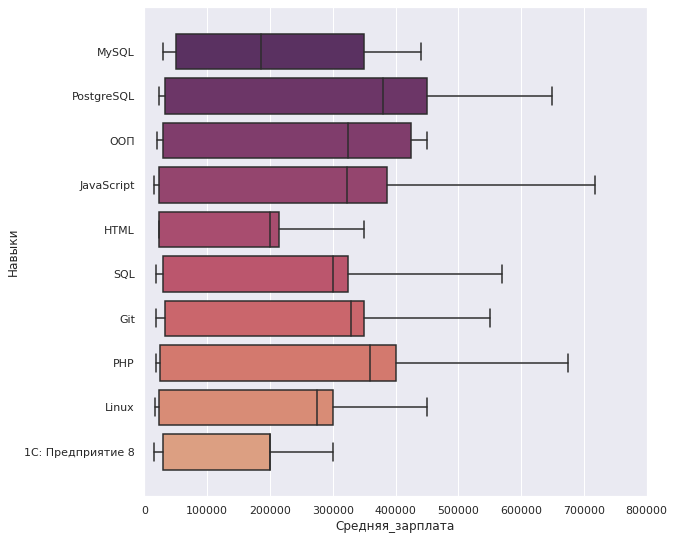 Навыки
MySQL
PostgreSQL
ООП
JavaScript
HTML
SQL
Git
PHP
Linux
1С: Предприятие 8
0 100000 200000 300000 400000 500000 600000 700000 800000
Средняя_зарплата